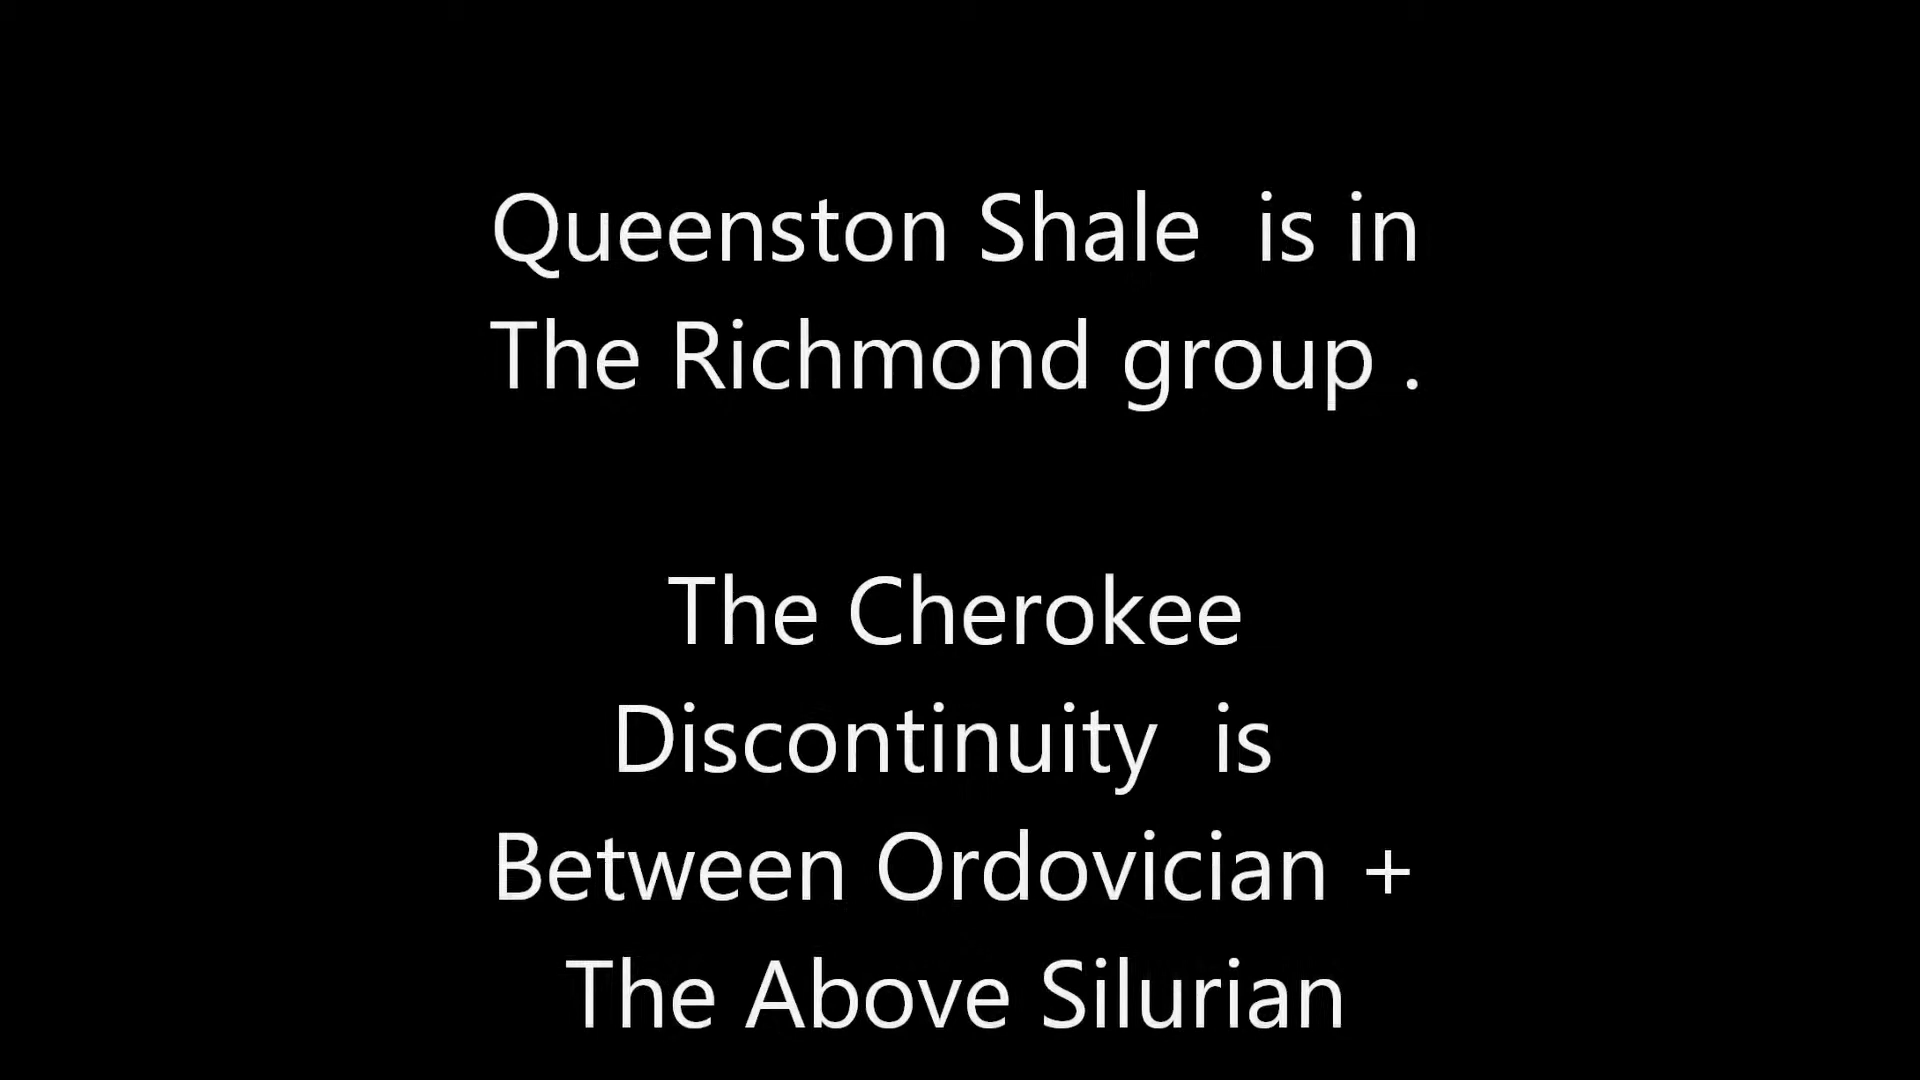 Queenston Shale  is in
The Richmond group .
The Cherokee
Discontinuity  is
Between Ordovician +
The Above Silurian